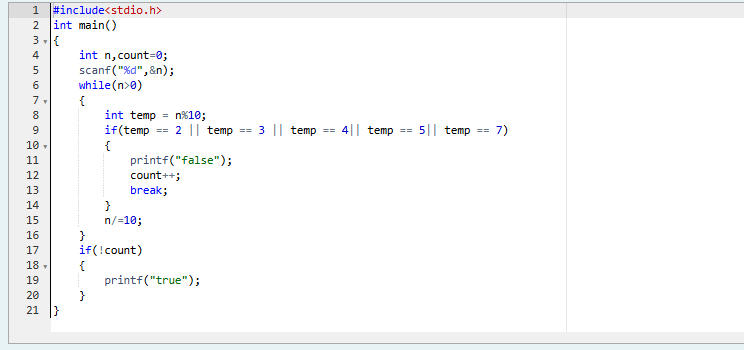 1 #include<stdio.h>
2 int main()
3 {
4 int n,count=0;
5 scanf("%d",&n);
6 while(n>0)
7 {
8 int temp = n%10;
9 if(temp == 2 || temp == 3 || temp == 4|| temp == 5|| temp == 7)
10 {
11 printf("false");
12 count++;
13 break;
14 }
15 n/=10;
16 }
17 if(!count)
18 {
19 printf("true");
20 }
21 }